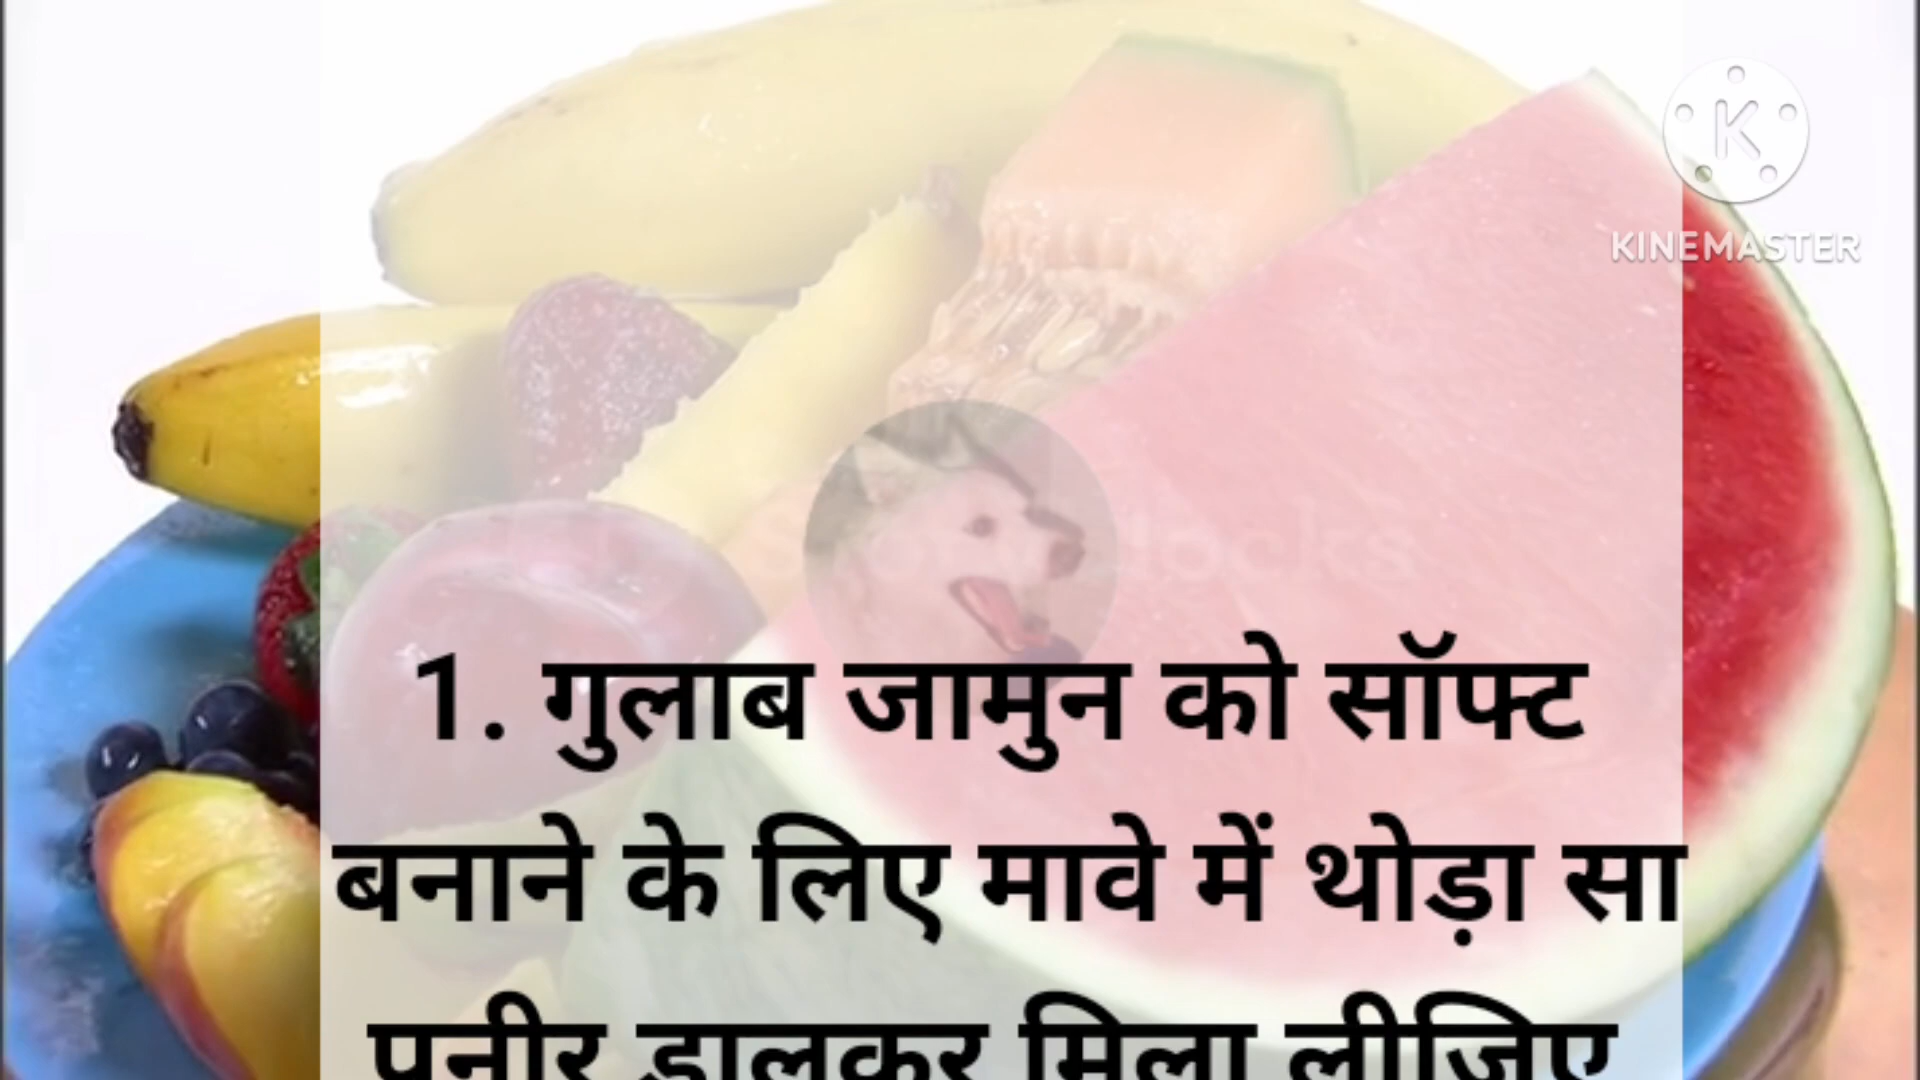 KINEMASTER
1. गुलाब जामुन को सॉफ्ट
बनाने के लिए मावे में थोड़ा सा
पनीर डालकर मिला लीजिए